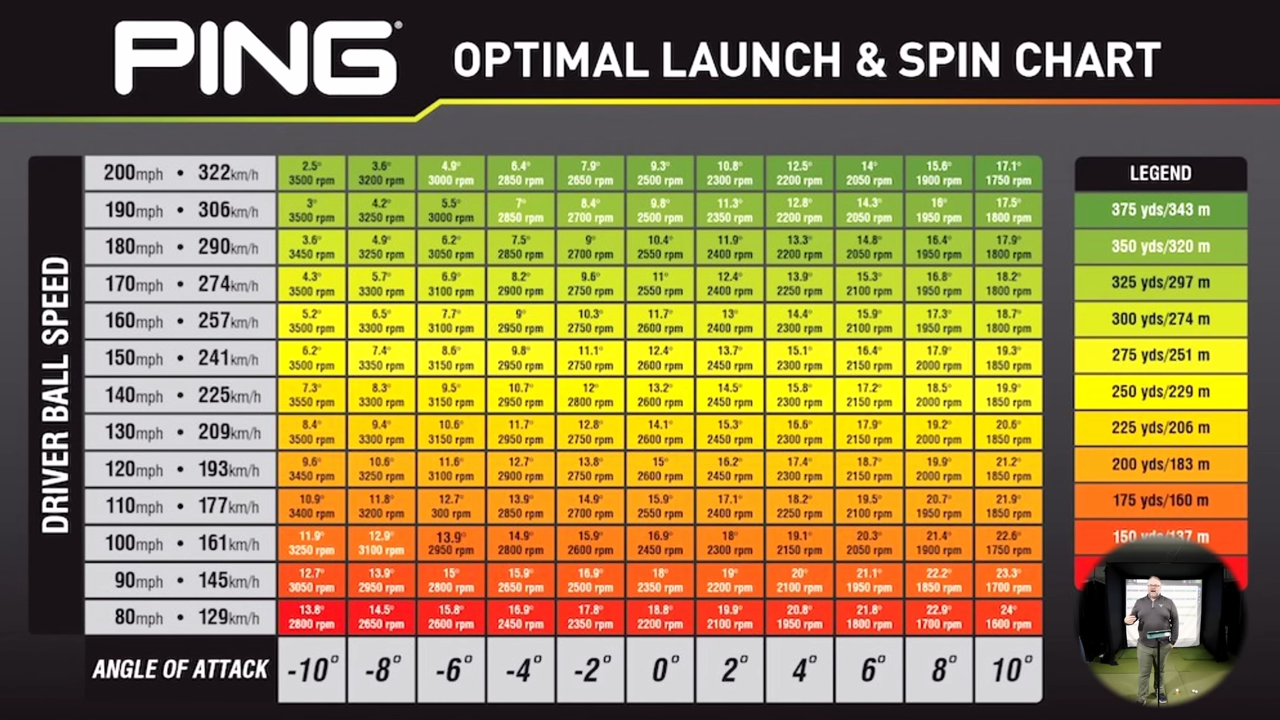 PING®
OPTIMAL LAUNCH & SPIN CHART
DRIVER BALL SPEED
200mph • 322km/h 2.5° 3500 rpm 3.6° 3200 rpm 4.9° 3000 rpm 6.4° 2850 rpm 7.9° 2650 rpm 9.3° 2500 rpm 10.8° 2300 rpm 12.5° 2200 rpm 14° 2050 rpm 15.6° 1900 rpm 17.1° 1750 rpm
190mph • 306km/h 3° 3500 rpm 4.2° 3250 rpm 5.5° 3000 rpm 7° 2850 rpm 8.4° 2700 rpm 9.8° 2500 rpm 11.3° 2350 rpm 12.8° 2200 rpm 14.3° 2050 rpm 16° 1950 rpm 17.5° 1800 rpm
180mph • 290km/h 3.6° 3450 rpm 4.9° 3250 rpm 6.2° 3050 rpm 7.5° 2850 rpm 9° 2700 rpm 10.4° 2550 rpm 11.9° 2400 rpm 13.3° 2200 rpm 14.8° 2050 rpm 16.4° 1950 rpm 17.9° 1800 rpm
170mph • 274km/h 4.3° 3500 rpm 5.7° 3300 rpm 6.9° 3100 rpm 8.2° 2900 rpm 9.6° 2750 rpm 11° 2550 rpm 12.4° 2400 rpm 13.9° 2250 rpm 15.3° 2100 rpm 16.8° 1950 rpm 18.2° 1800 rpm
160mph • 257km/h 5.2° 3500 rpm 6.5° 3300 rpm 7.7° 3100 rpm 9° 2950 rpm 10.3° 2750 rpm 11.7° 2600 rpm 13° 2400 rpm 14.4° 2300 rpm 15.9° 2100 rpm 17.3° 1950 rpm 18.7° 1800 rpm
150mph • 241km/h 6.2° 3500 rpm 7.4° 3350 rpm 8.6° 3150 rpm 9.8° 2950 rpm 11.1° 2750 rpm 12.4° 2600 rpm 13.7° 2400 rpm 15.1° 2300 rpm 16.4° 2150 rpm 17.9° 2000 rpm 19.3° 1850 rpm
140mph • 225km/h 7.3° 3550 rpm 8.3° 3300 rpm 9.5° 3150 rpm 10.7° 2950 rpm 12° 2800 rpm 13.2° 2600 rpm 14.5° 2450 rpm 15.8° 2300 rpm 17.2° 2150 rpm 18.5° 2000 rpm 19.9° 1850 rpm
130mph • 209km/h 8.4° 3500 rpm 9.4° 3300 rpm 10.6° 3150 rpm 11.7° 2950 rpm 12.8° 2750 rpm 14.1° 2600 rpm 15.3° 2450 rpm 16.6° 2300 rpm 17.9° 2150 rpm 19.2° 2000 rpm 20.6° 1850 rpm
120mph • 193km/h 9.6° 3450 rpm 10.6° 3250 rpm 11.6° 3100 rpm 12.7° 2900 rpm 13.8° 2750 rpm 15° 2600 rpm 16.2° 2450 rpm 17.4° 2300 rpm 18.7° 2150 rpm 19.9° 2000 rpm 21.2° 1850 rpm
110mph • 177km/h 10.9° 3400 rpm 11.8° 3200 rpm 12.7° 300 rpm 13.9° 2850 rpm 14.9° 2700 rpm 15.9° 2550 rpm 17.1° 2400 rpm 18.2° 2250 rpm 19.5° 2100 rpm 20.7° 1950 rpm 21.9° 1850 rpm
100mph • 161km/h 11.9° 3250 rpm 12.9° 3100 rpm 13.9° 2950 rpm 14.9° 2800 rpm 15.9° 2600 rpm 16.9° 2450 rpm 18° 2300 rpm 19.1° 2150 rpm 20.3° 2050 rpm 21.4° 1900 rpm 22.6° 1750 rpm
90mph • 145km/h 12.7° 3050 rpm 13.9° 2950 rpm 15° 2800 rpm 15.9° 2650 rpm 16.9° 2500 rpm 18° 2350 rpm 19° 2200 rpm 20° 2100 rpm 21.1° 1950 rpm 22.2° 1850 rpm 23.3° 1700 rpm
80mph • 129km/h 13.8° 2800 rpm 14.5° 2650 rpm 15.8° 2600 rpm 16.9° 2450 rpm 17.8° 2350 rpm 18.8° 2200 rpm 19.9° 2100 rpm 20.8° 1950 rpm 21.8° 1800 rpm 22.9° 1700 rpm 24° 1600 rpm
ANGLE OF ATTACK -10° -8° -6° -4° -2° 0° 2° 4° 6° 8° 10°
LEGEND
375 yds/343 m
350 yds/320 m
325 yds/297 m
300 yds/274 m
275 yds/251 m
250 yds/229 m
225 yds/206 m
200 yds/183 m
175 yds/160 m
150 yds/137 m